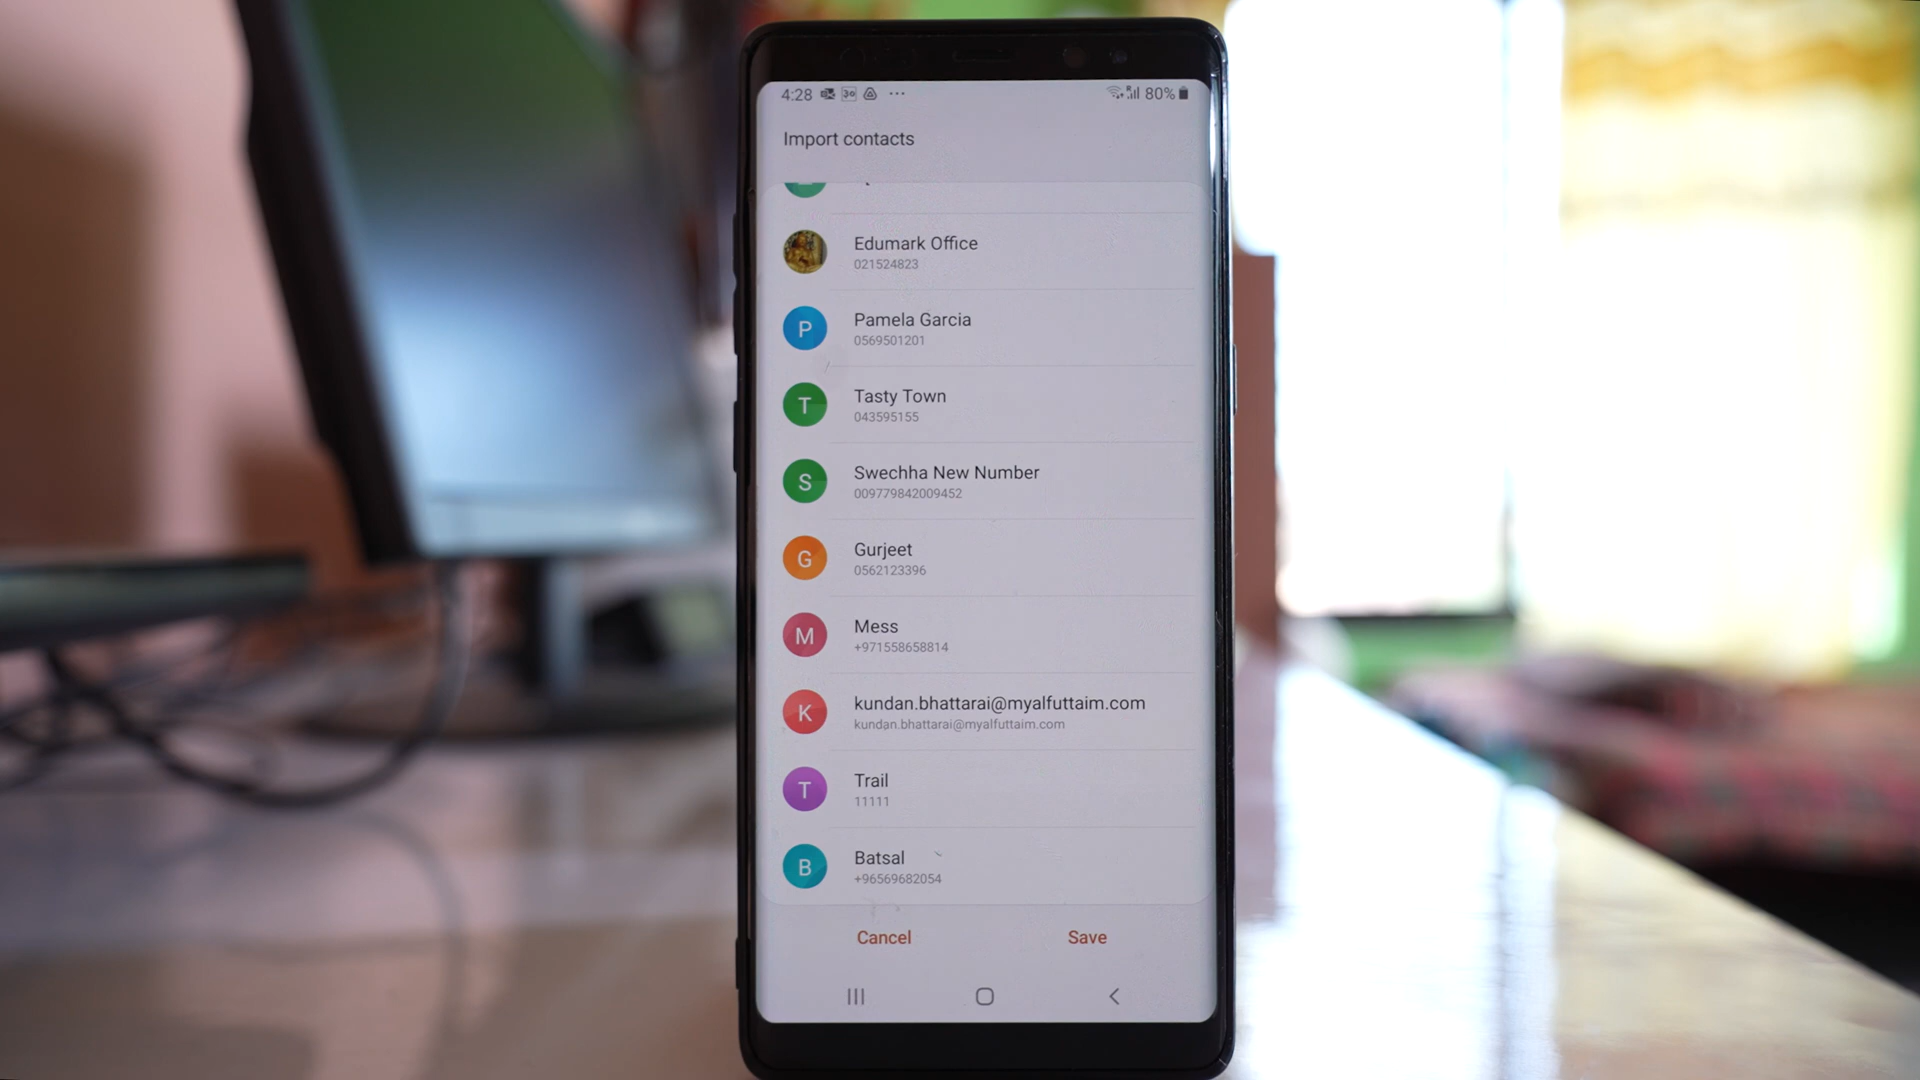 4:28 80%
Import contacts
Edumark Office
021524823
P
Pamela Garcia
0569501201
T
Tasty Town
043595155
S
Swechha New Number
009779842009452
G
Gurjeet
0562123396
M
Mess
+971558658814
K
kundan.bhattarai@myalfuttaim.com
kundan.bhattarai@myalfuttaim.com
T
Trail
11111
B
Batsal
+96569682054
Cancel Save